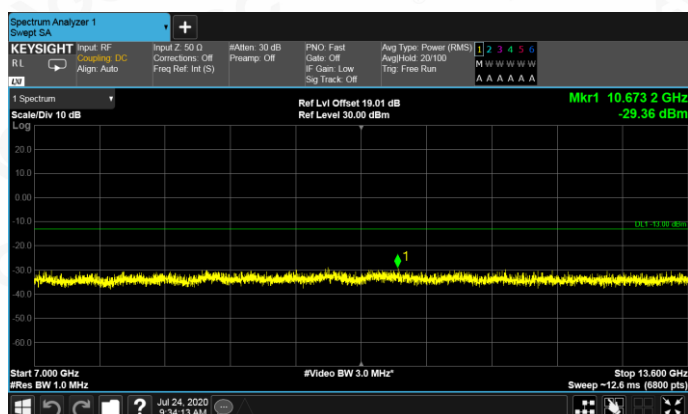 Spectrum Analyzer 1
Swept SA
+
KEYSIGHT
R L
LXI
Input: RF
Coupling: DC
Align: Auto
Input Z: 50 Ω
Corrections: Off
Freq Ref: Int (S)
#Atten: 30 dB
Preamp: Off
PNO: Fast
Gate: Off
IF Gain: Low
Sig Track: Off
Avg Type: Power (RMS)
Avg|Hold: 20/100
Trig: Free Run
1 2 3 4 5 6
M W W W W W
A A A A A A
1 Spectrum
Scale/Div 10 dB
Ref Lvl Offset 19.01 dB
Ref Level 30.00 dBm
Mkr1 10.673 2 GHz
-29.36 dBm
Log
20.0
10.0
0.00
-10.0
DL1 -13.00 dBm
-20.0
1
-30.0
-40.0
-50.0
-60.0
Start 7.000 GHz
#Video BW 3.0 MHz*
Stop 13.600 GHz
#Res BW 1.0 MHz
Sweep ~12.6 ms (6800 pts)
?
Jul 24, 2020
9:34:13 AM